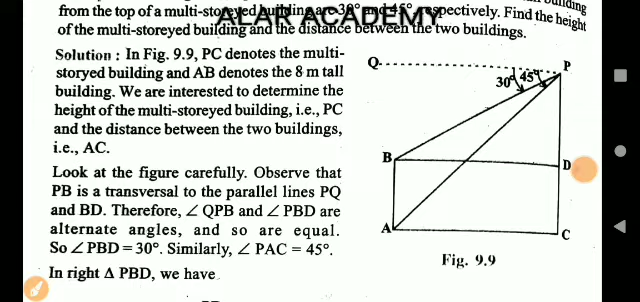 from the top of a multi-storeyed building are 30° and 45° respectively. Find the height
of the multi-storeyed building and the distance between the two buildings.
ALAR ACADEMY
Solution : In Fig. 9.9, PC denotes the multi-
storyed building and AB denotes the 8 m tall
building. We are interested to determine the
height of the multi-storeyed building, i.e., PC
and the distance between the two buildings,
i.e., AC.
Look at the figure carefully. Observe that
PB is a transversal to the parallel lines PQ
and BD. Therefore, ∠ QPB and ∠ PBD are
alternate angles, and so are equal.
So ∠ PBD = 30°. Similarly, ∠ PAC = 45°.
In right Δ PBD, we have
Q
P
30°
45°
B
D
A
C
Fig. 9.9